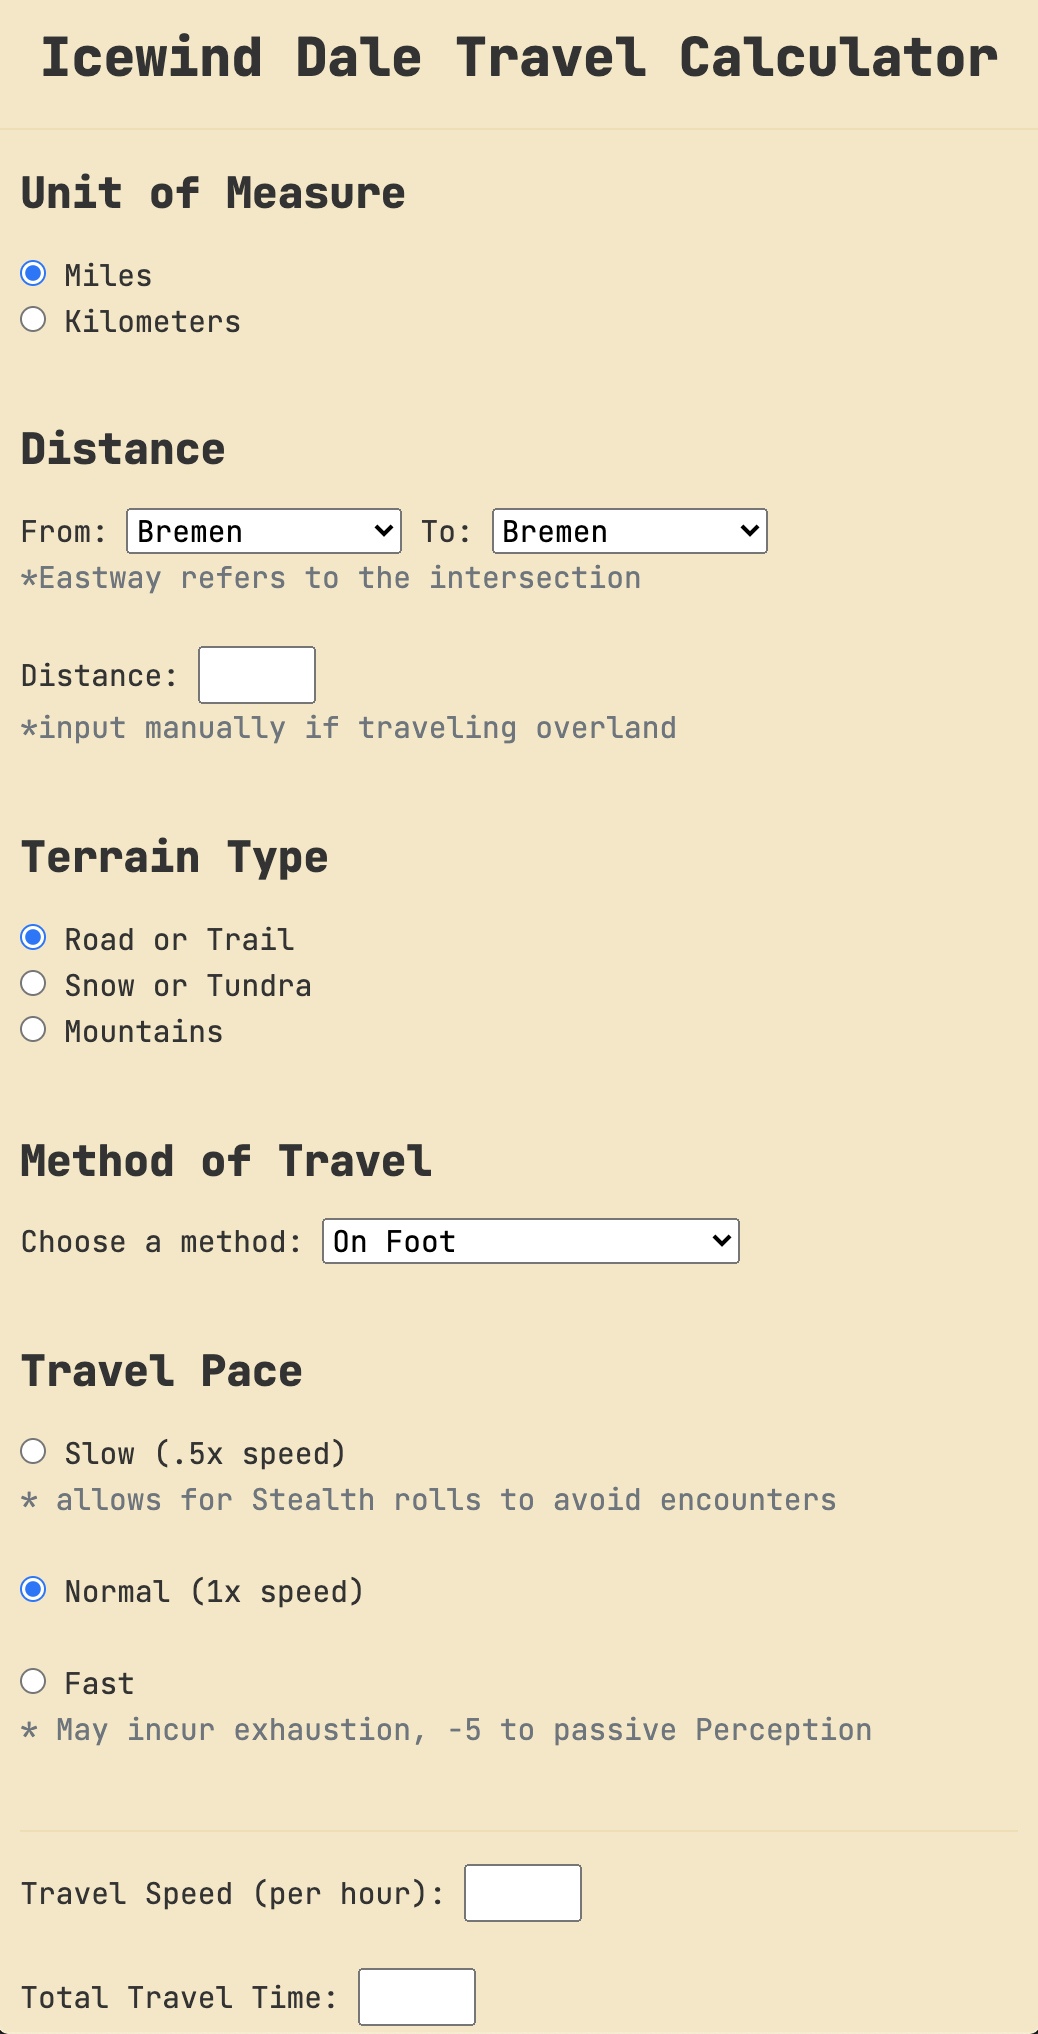 Icewind Dale Travel Calculator
Unit of Measure
Miles
Kilometers
Distance
From: Bremen To: Bremen
*Eastway refers to the intersection
Distance:
*input manually if traveling overland
Terrain Type
Road or Trail
Snow or Tundra
Mountains
Method of Travel
Choose a method: On Foot
Travel Pace
Slow (.5x speed)
* allows for Stealth rolls to avoid encounters
Normal (1x speed)
Fast
* May incur exhaustion, -5 to passive Perception
Travel Speed (per hour):
Total Travel Time: